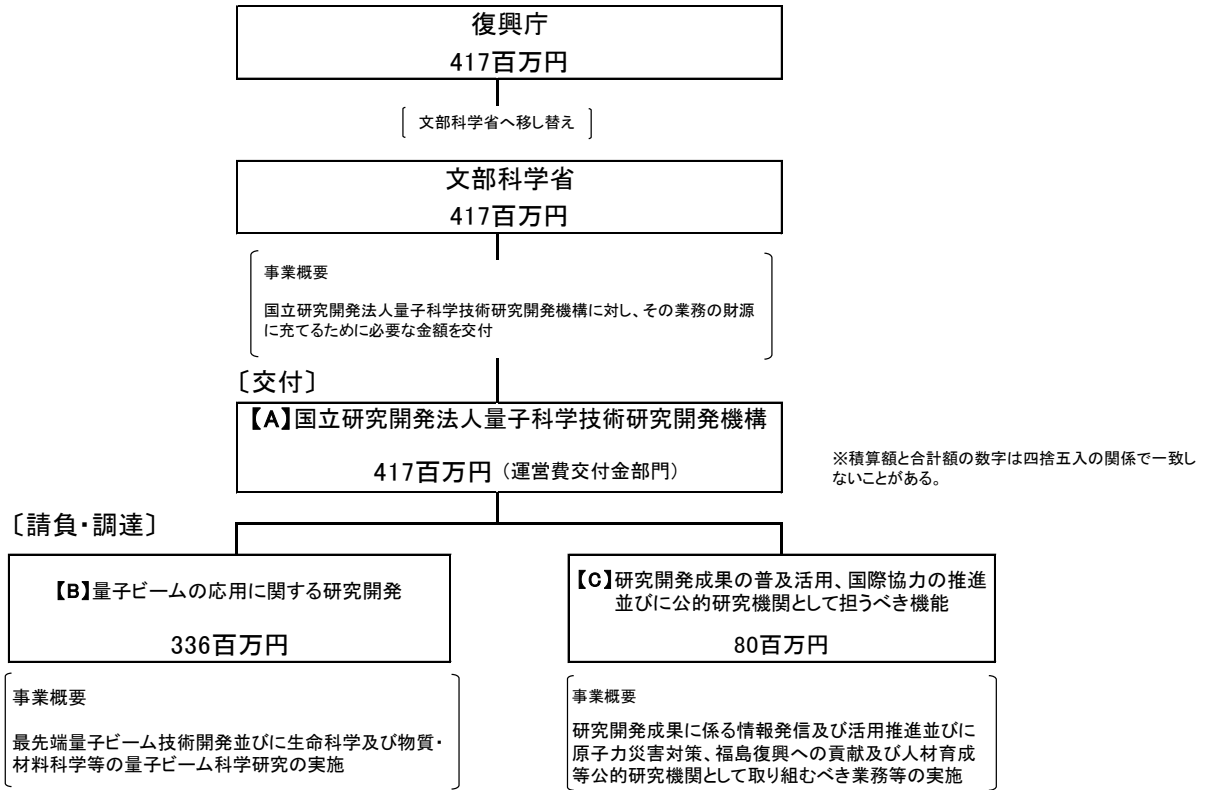 復興庁
417百万円
文部科学省へ移し替え
文部科学省
417百万円
事業概要
国立研究開発法人量子科学技術研究開発機構に対し、その業務の財源
に充てるために必要な金額を交付
〔交付〕
【A】国立研究開発法人量子科学技術研究開発機構
417百万円（運営費交付金部門）
※積算額と合計額の数字は四捨五入の関係で一致し
ないことがある。
〔請負・調達〕
【B】量子ビームの応用に関する研究開発
336百万円
事業概要
最先端量子ビーム技術開発並びに生命科学及び物質・
材料科学等の量子ビーム科学研究の実施
【C】研究開発成果の普及活用、国際協力の推進
並びに公的研究機関として担うべき機能
80百万円
事業概要
研究開発成果に係る情報発信及び活用推進並びに
原子力災害対策、福島復興への貢献及び人材育成
等公的研究機関として取り組むべき業務等の実施